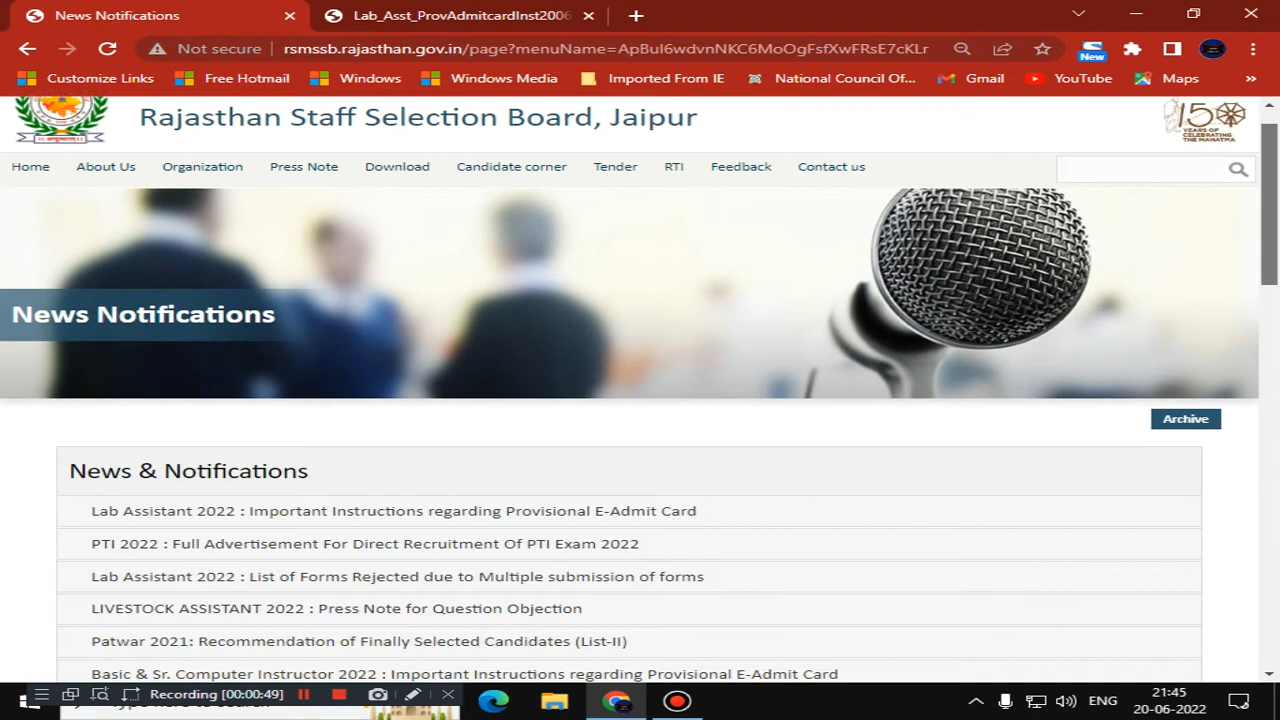 News Notifications
Lab_Asst_ProvAdmitcardInst2006
Not secure
rsmssb.rajasthan.gov.in/page?menuName=ApBuI6wdvnNKC6MoOgFsfXwFRsE7cKLr
New
Customize Links
Free Hotmail
Windows
Windows Media
Imported From IE
National Council Of...
Gmail
YouTube
Maps
»
Rajasthan Staff Selection Board, Jaipur
150
YEARS OF
CELEBRATING
THE MAHATMA
Home
About Us
Organization
Press Note
Download
Candidate corner
Tender
RTI
Feedback
Contact us
News Notifications
Archive
News & Notifications
Lab Assistant 2022 : Important Instructions regarding Provisional E-Admit Card
PTI 2022 : Full Advertisement For Direct Recruitment Of PTI Exam 2022
Lab Assistant 2022 : List of Forms Rejected due to Multiple submission of forms
LIVESTOCK ASSISTANT 2022 : Press Note for Question Objection
Patwar 2021: Recommendation of Finally Selected Candidates (List-II)
Basic & Sr. Computer Instructor 2022 : Important Instructions regarding Provisional E-Admit Card
Recording [00:00:49]
ENG
21:45
20-06-2022